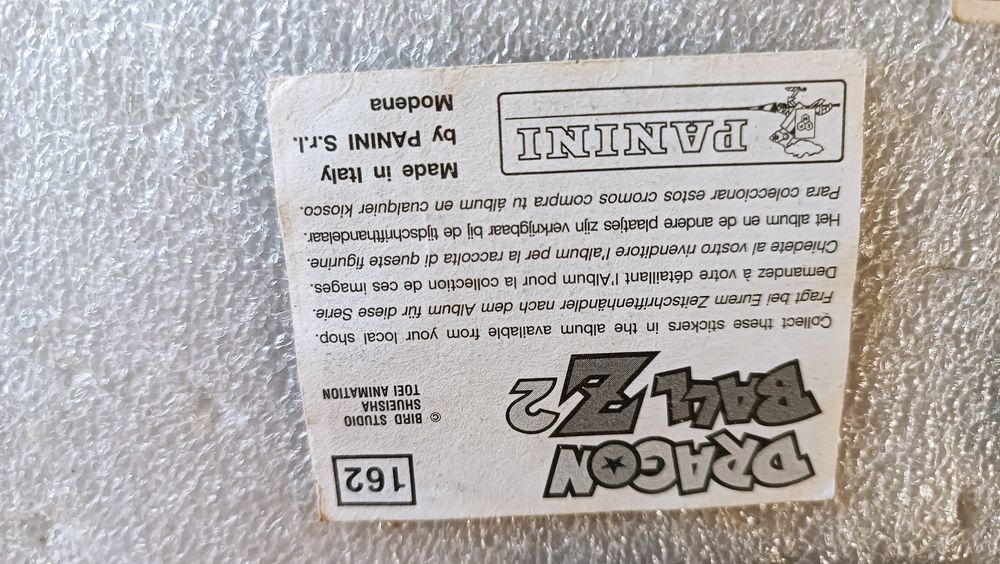 DRAGON
BALL Z 2
162
© BIRD STUDIO
SHUEISHA
TOEI ANIMATION
Collect these stickers in the album available from your local shop.
Fragt bei Eurem Zeitschriftenhändler nach dem Album für diese Serie.
Demandez à votre détaillant l'Album pour la collection de ces images.
Chiedete al vostro rivenditore l'album per la raccolta di queste figurine.
Het album en de andere plaatjes zijn verkrijgbaar bij de tijdschrifthandelaar.
Para coleccionar estos cromos compra tu álbum en cualquier kiosco.
PANINI
Made in Italy
by PANINI S.r.l.
Modena